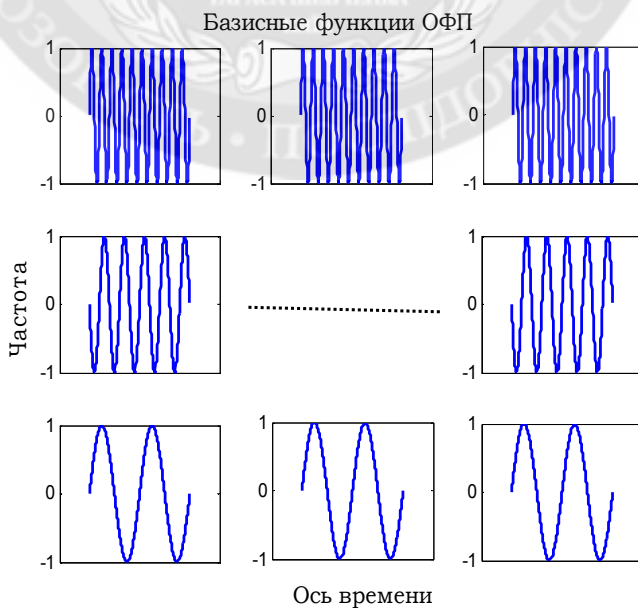 Базисные функции ОФП
1 1 1
0 0 0
-1 -1 -1
Частота
1 1
0 0
-1 -1
1 1 1
0 0 0
-1 -1 -1
Ось времени